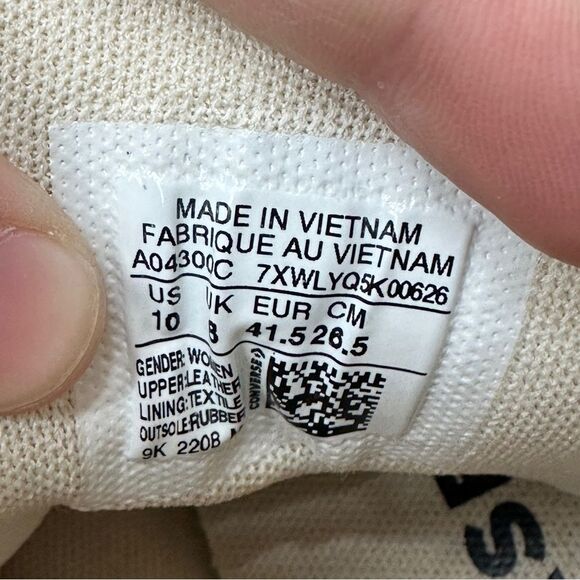 MADE IN VIETNAM
FABRIQUE AU VIETNAM
A04300C 7XWLYQ5K00626
US UK EUR CM
10 8 41.5 26.5
GENDER: WOMEN
UPPER:LEATHER
LINING:TEXTILE
OUTSOLE:RUBBER
9K 220B
CONVERSE